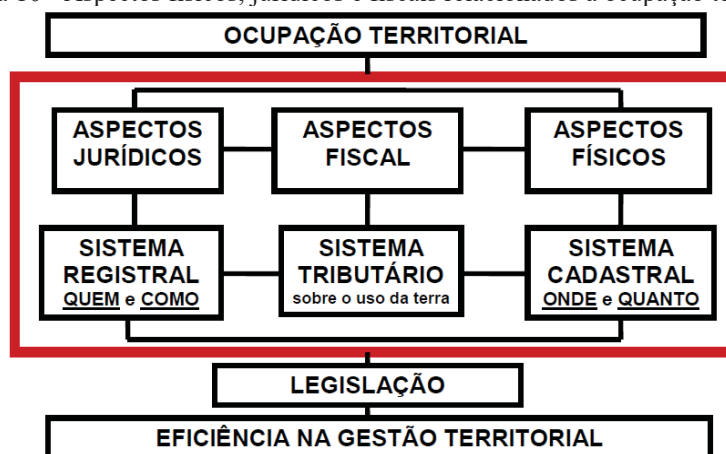 OCUPAÇÃO TERRITORIAL
ASPECTOS
JURÍDICOS
ASPECTOS
FISCAL
ASPECTOS
FÍSICOS
SISTEMA
REGISTRAL
QUEM e COMO
SISTEMA
TRIBUTÁRIO
sobre o uso da terra
SISTEMA
CADASTRAL
ONDE e QUANTO
LEGISLAÇÃO
EFICIÊNCIA NA GESTÃO TERRITORIAL